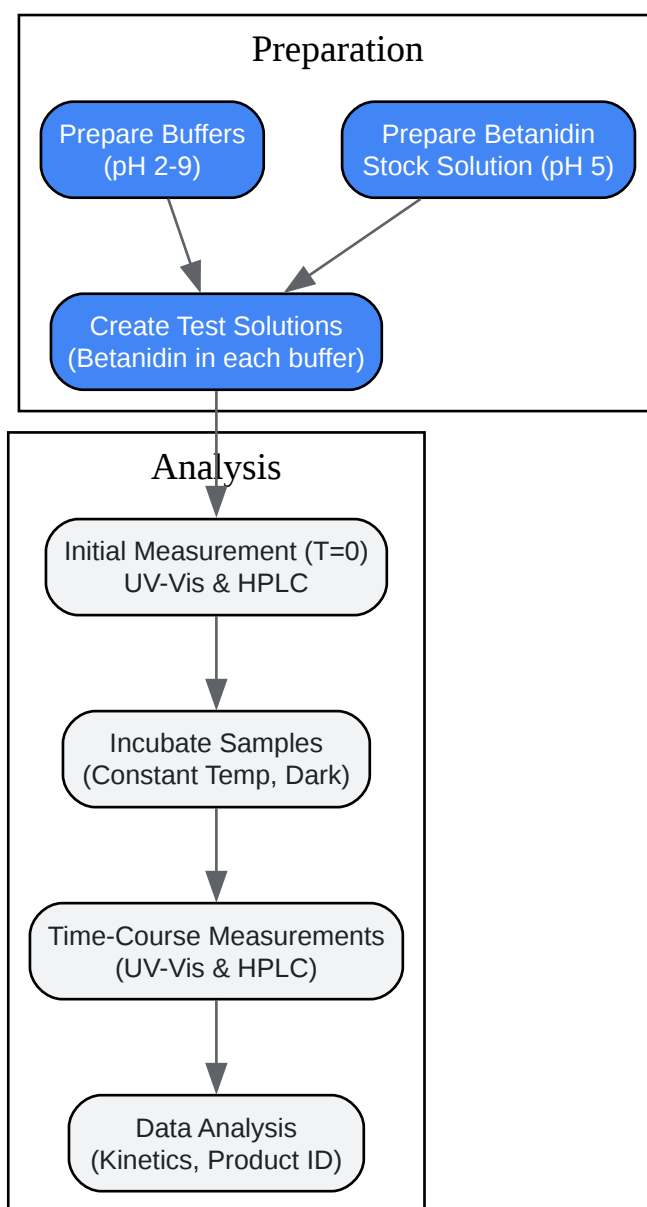 Preparation
Prepare Buffers
(pH 2-9)
Prepare Betanidin
Stock Solution (pH 5)
Create Test Solutions
(Betanidin in each buffer)
Analysis
Initial Measurement (T=0)
UV-Vis & HPLC
Incubate Samples
(Constant Temp, Dark)
Time-Course Measurements
(UV-Vis & HPLC)
Data Analysis
(Kinetics, Product ID)